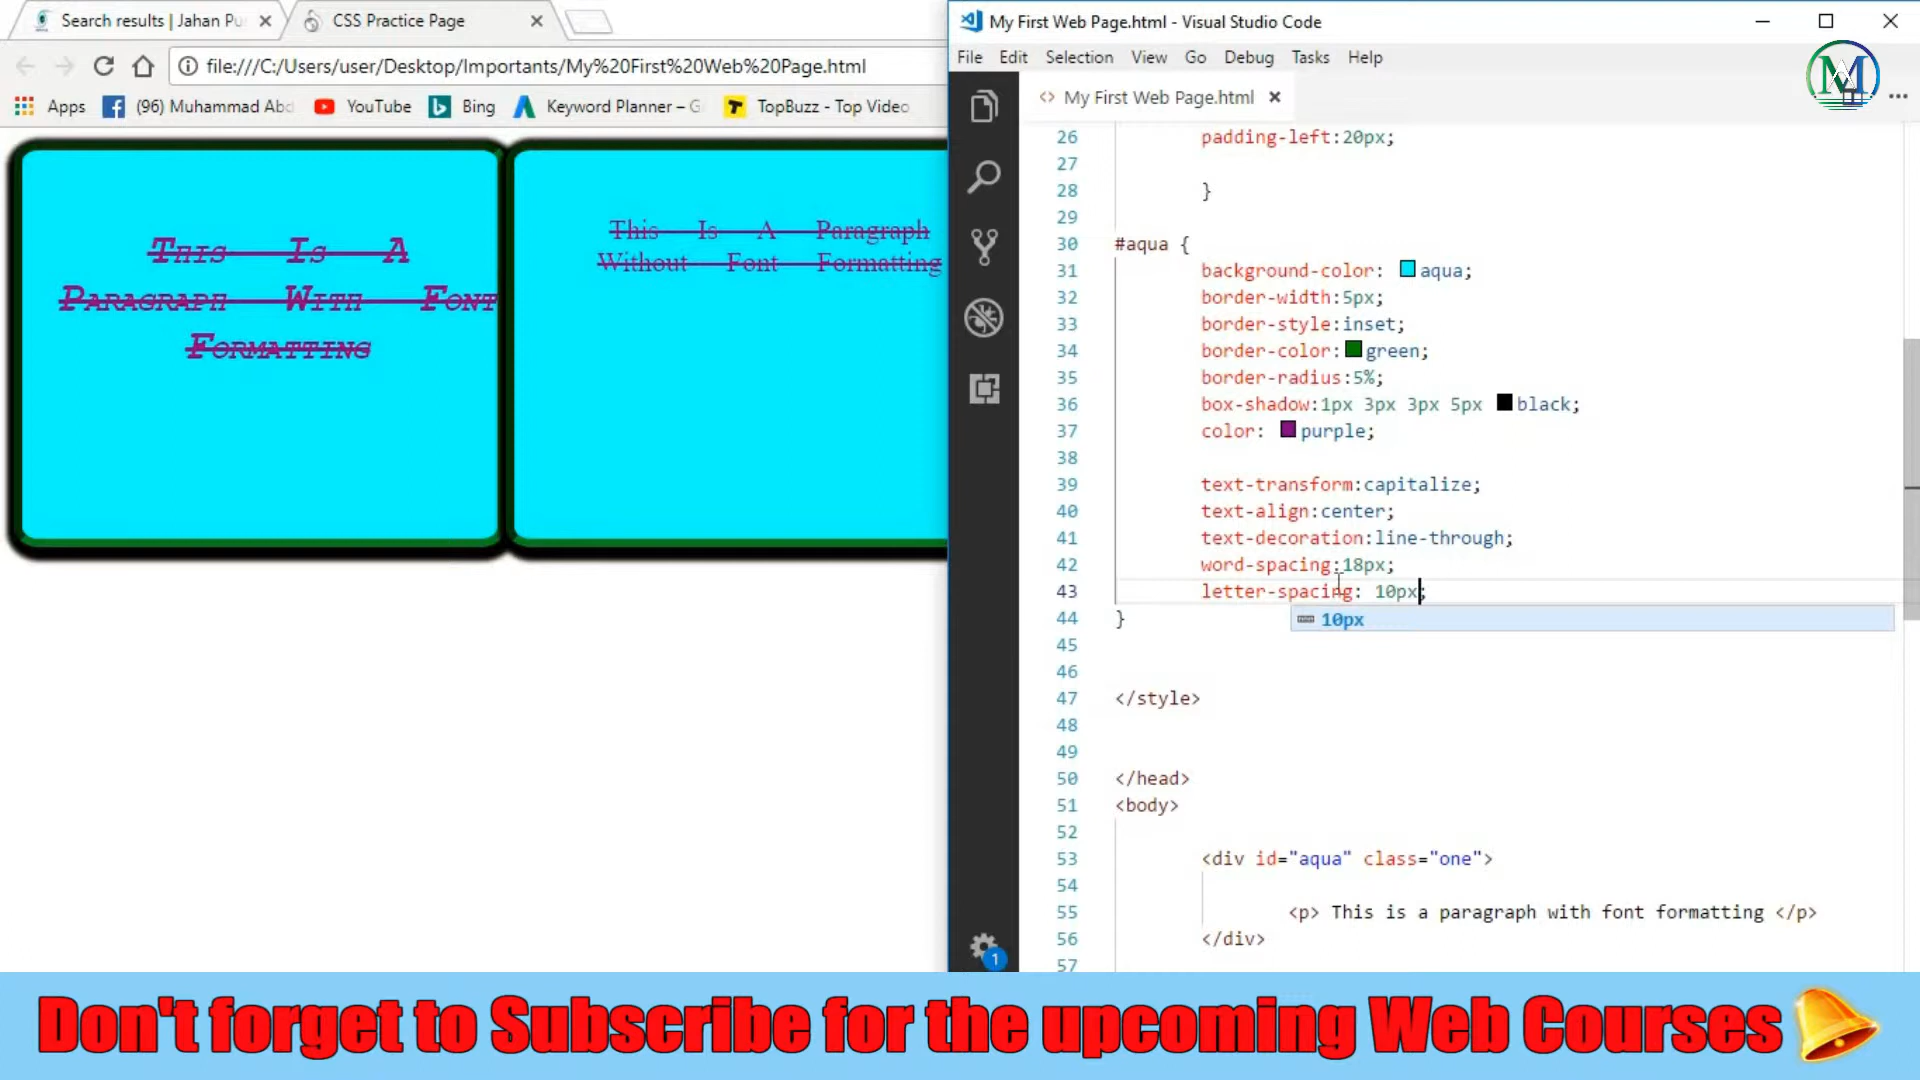 Search results | Jahan Pu
CSS Practice Page
file:///C:/Users/user/Desktop/Importants/My%20First%20Web%20Page.html
Apps
(96) Muhammad Abd
YouTube
Bing
Keyword Planner – G
TopBuzz - Top Video
This Is A
Paragraph With Font
Formatting
This Is A Paragraph
Without Font Formatting
My First Web Page.html - Visual Studio Code
File Edit Selection View Go Debug Tasks Help
My First Web Page.html
26 padding-left:20px;
27
28 }
29
30 #aqua {
31 background-color: aqua;
32 border-width:5px;
33 border-style:inset;
34 border-color:green;
35 border-radius:5%;
36 box-shadow:1px 3px 3px 5px black;
37 color: purple;
38
39 text-transform:capitalize;
40 text-align:center;
41 text-decoration:line-through;
42 word-spacing:18px;
43 letter-spacing: 10px;
10px
44 }
45
46
47 </style>
48
49
50 </head>
51 <body>
52
53 <div id="aqua" class="one">
54
55 <p> This is a paragraph with font formatting </p>
56 </div>
57
1
Don't forget to Subscribe for the upcoming Web Courses